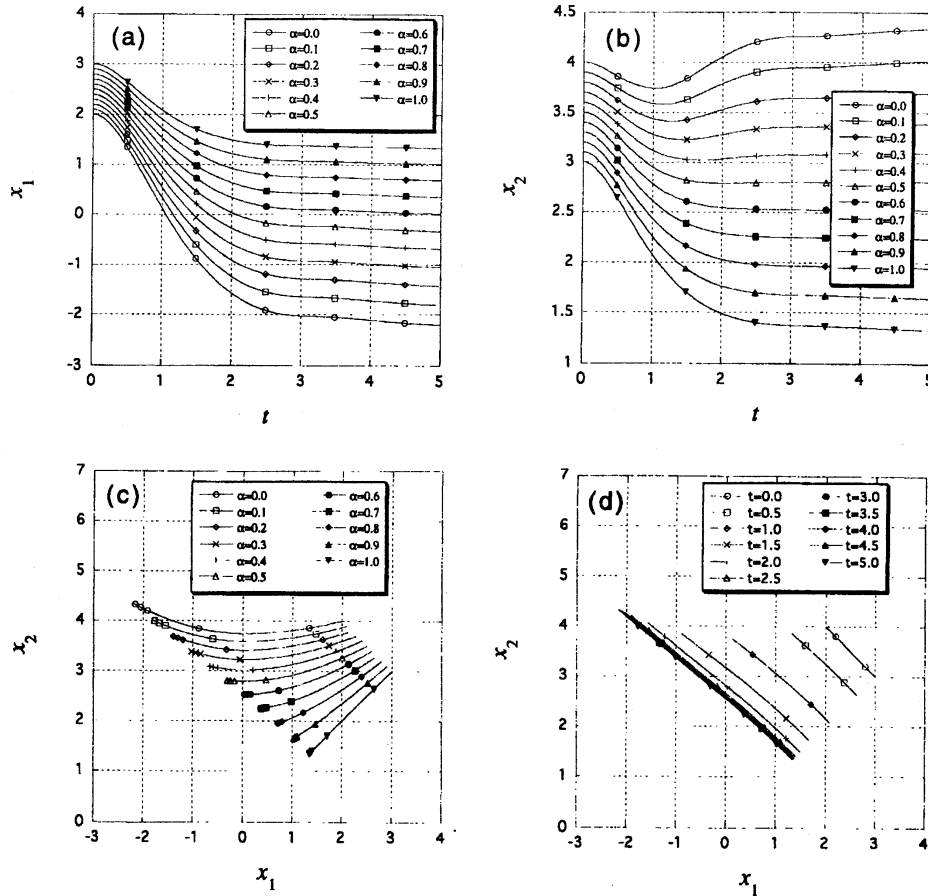 (a)
α=0.0 α=0.6
α=0.1 α=0.7
α=0.2 α=0.8
α=0.3 α=0.9
α=0.4 α=1.0
α=0.5
4
3
2
1
0
-1
-2
-3
x1
0 1 2 3 4 5
t
(b)
4.5
4
3.5
3
2.5
2
1.5
1
x2
α=0.0
α=0.1
α=0.2
α=0.3
α=0.4
α=0.5
α=0.6
α=0.7
α=0.8
α=0.9
α=1.0
0 1 2 3 4 5
t
(c)
α=0.0 α=0.6
α=0.1 α=0.7
α=0.2 α=0.8
α=0.3 α=0.9
α=0.4 α=1.0
α=0.5
7
6
5
4
3
2
1
0
x2
-3 -2 -1 0 1 2 3 4
x1
(d)
t=0.0 t=3.0
t=0.5 t=3.5
t=1.0 t=4.0
t=1.5 t=4.5
t=2.0 t=5.0
t=2.5
7
6
5
4
3
2
1
0
x2
-3 -2 -1 0 1 2 3 4
x1